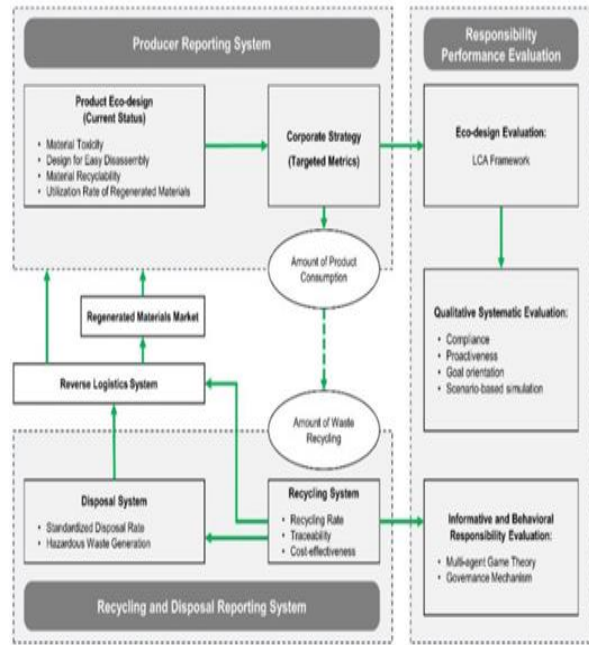 Producer Reporting System
Responsibility
Performance Evaluation
Product Eco-design
(Current Status)
• Material Toxicity
• Design for Easy Disassembly
• Material Recyclability
• Utilization Rate of Regenerated Materials
Corporate Strategy
(Targeted Metrics)
Eco-design Evaluation:
LCA Framework
Amount of Product
Consumption
Regenerated Materials Market
Reverse Logistics System
Qualitative Systematic Evaluation:
• Compliance
• Proactiveness
• Goal orientation
• Scenario-based simulation
Amount of Waste
Recycling
Disposal System
• Standardized Disposal Rate
• Hazardous Waste Generation
Recycling System
• Recycling Rate
• Traceability
• Cost-effectiveness
Informative and Behavioral
Responsibility Evaluation:
• Multi-agent Game Theory
• Governance Mechanism
Recycling and Disposal Reporting System